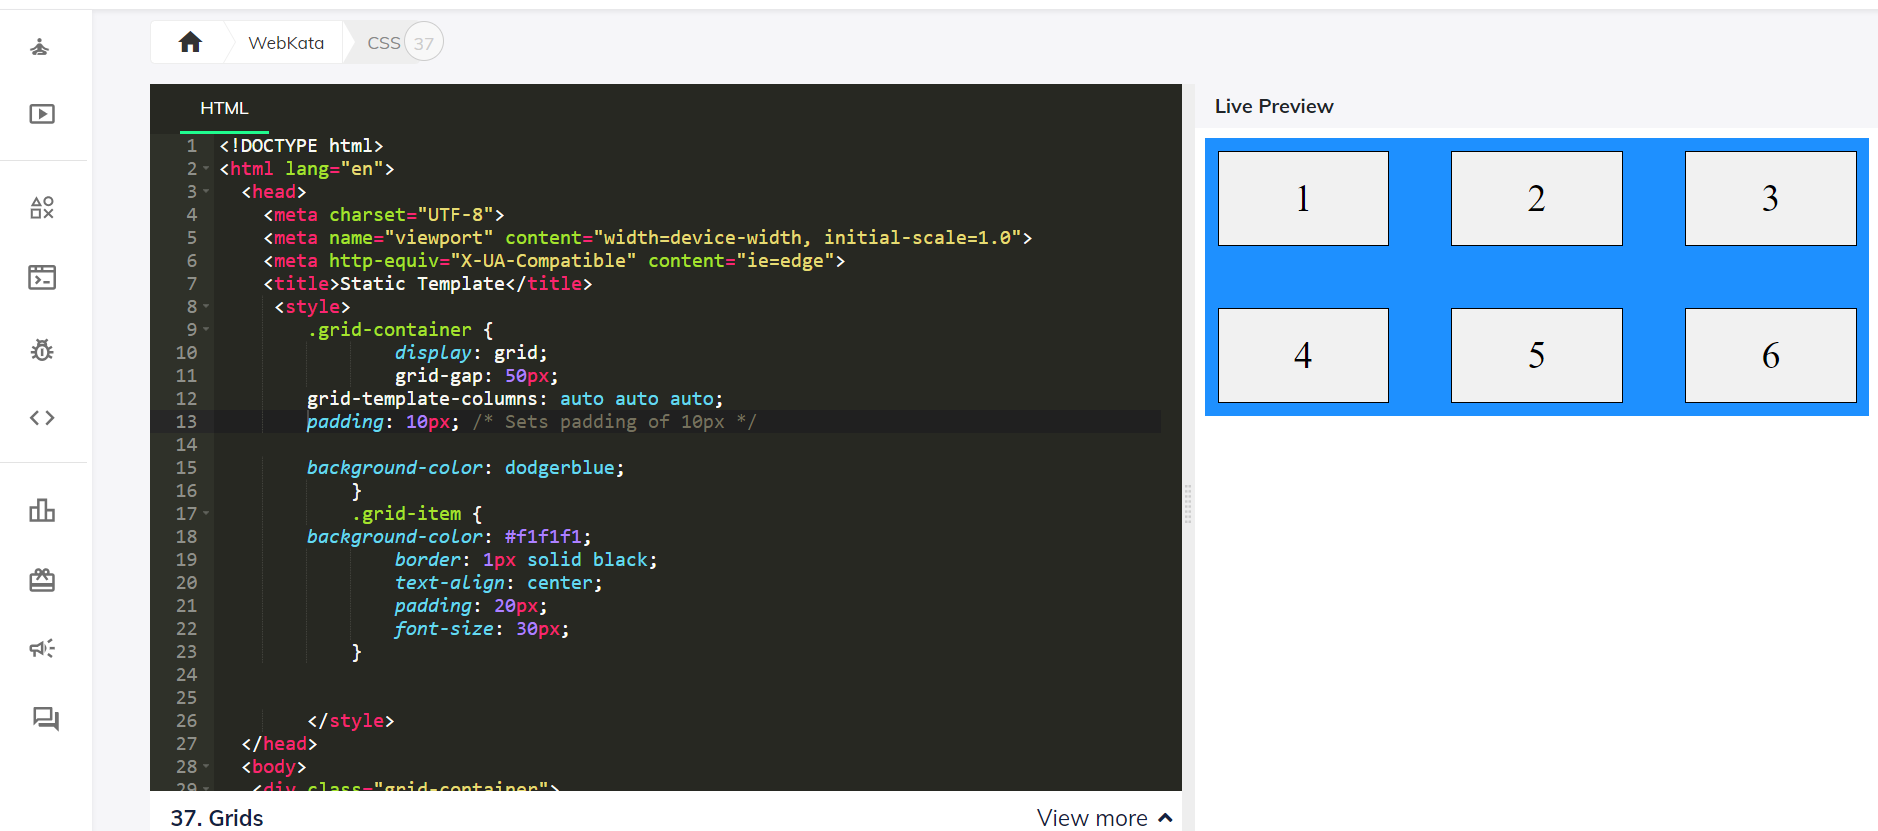 WebKata
CSS 37
HTML
1 <!DOCTYPE html>
2 <html lang="en">
3 <head>
4 <meta charset="UTF-8">
5 <meta name="viewport" content="width=device-width, initial-scale=1.0">
6 <meta http-equiv="X-UA-Compatible" content="ie=edge">
7 <title>Static Template</title>
8 <style>
9 .grid-container {
10 display: grid;
11 grid-gap: 50px;
12 grid-template-columns: auto auto auto;
13 padding: 10px; /* Sets padding of 10px */
14
15 background-color: dodgerblue;
16 }
17 .grid-item {
18 background-color: #f1f1f1;
19 border: 1px solid black;
20 text-align: center;
21 padding: 20px;
22 font-size: 30px;
23 }
24
25
26 </style>
27 </head>
28 <body>
29 <div class="grid-container">
37. Grids
View more
Live Preview
1 2 3
4 5 6